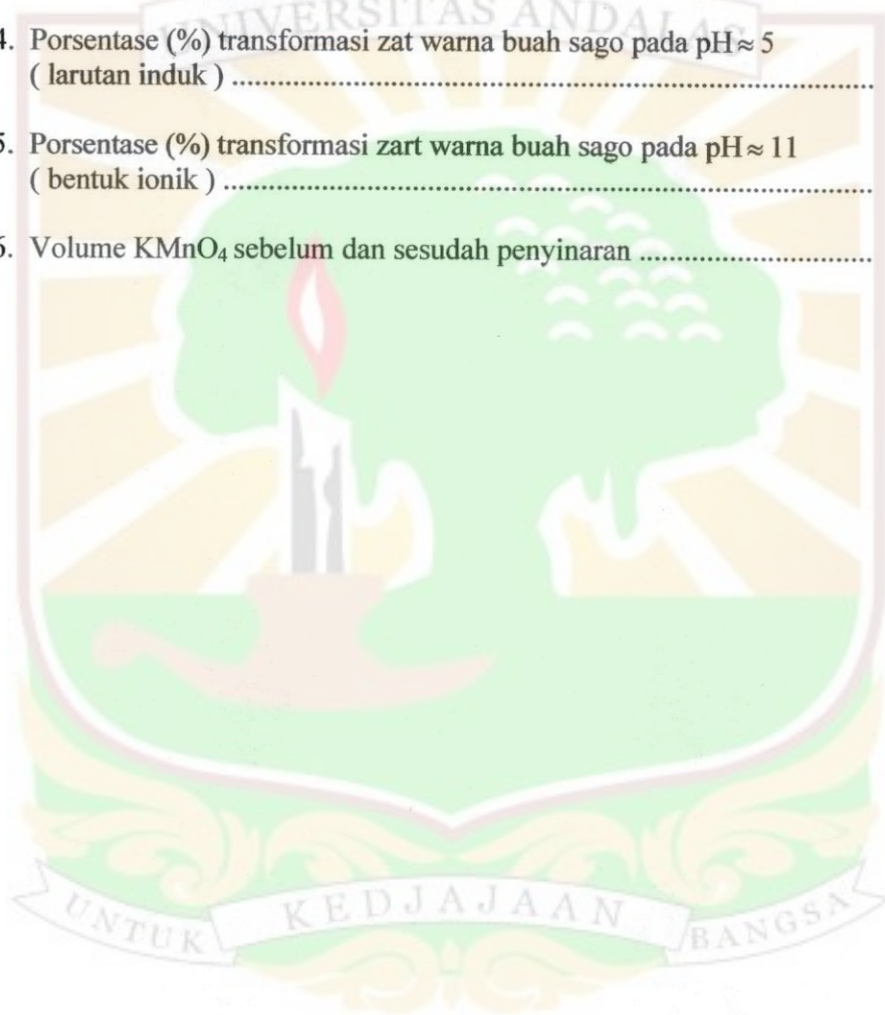 UNIVERSITAS ANDALAS
4. Porsentase (%) transformasi zat warna buah sago pada pH ≈ 5
( larutan induk ) ................................................................................
5. Porsentase (%) transformasi zart warna buah sago pada pH ≈ 11
( bentuk ionik ) .................................................................................
6. Volume KMnO₄ sebelum dan sesudah penyinaran .............................
UNTUK KEDJAJAAN BANGSA